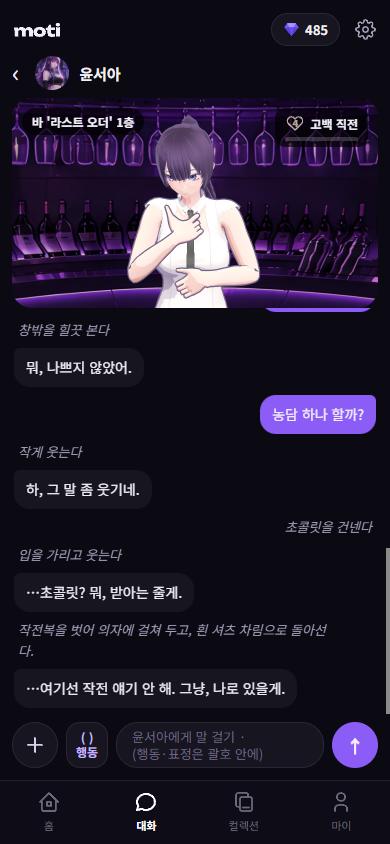 moti
485
윤서아
바 '라스트 오더' 1층
4
고백 직전
창밖을 힐끗 본다
뭐, 나쁘지 않았어.
농담 하나 할까?
작게 웃는다
하, 그 말 좀 웃기네.
초콜릿을 건넨다
입을 가리고 웃는다
…초콜릿? 뭐, 받아는 줄게.
작전복을 벗어 의자에 걸쳐 두고, 흰 셔츠 차림으로 돌아선
다.
…여기선 작전 얘기 안 해. 그냥, 나로 있을게.
( )
행동
윤서아에게 말 걸기 ·
(행동·표정은 괄호 안에)
홈
대화
컬렉션
마이